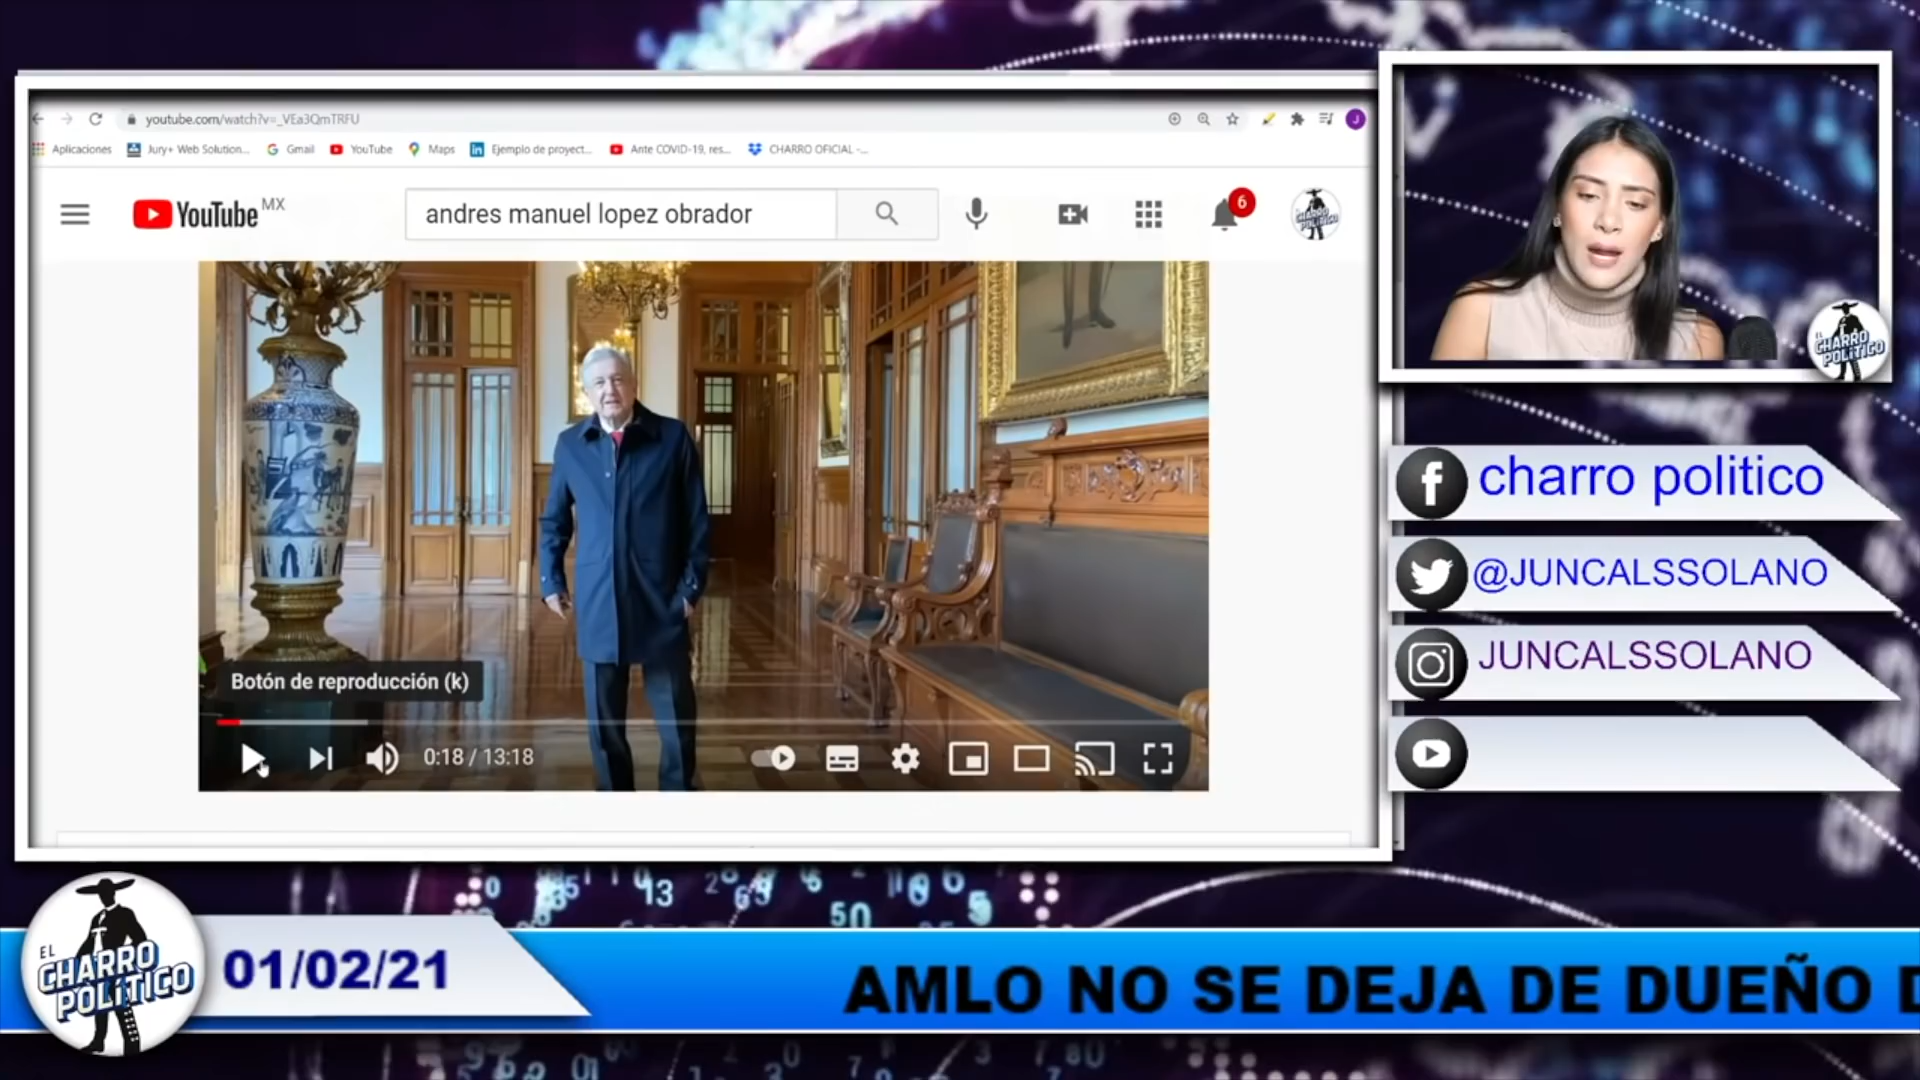 youtube.com/watch?v=_VEa3QmTRFU
Aplicaciones Jury+ Web Solution... Gmail YouTube Maps Ejemplo de proyect... Ante COVID-19, res... CHARRO OFICIAL -...
YouTube MX
andres manuel lopez obrador
6
J
Botón de reproducción (k)
0:18 / 13:18
CHARRO
POLÍTICO
charro politico
@JUNCALSSOLANO
JUNCALSSOLANO
EL
CHARRO
POLÍTICO
01/02/21
AMLO NO SE DEJA DE DUEÑO D